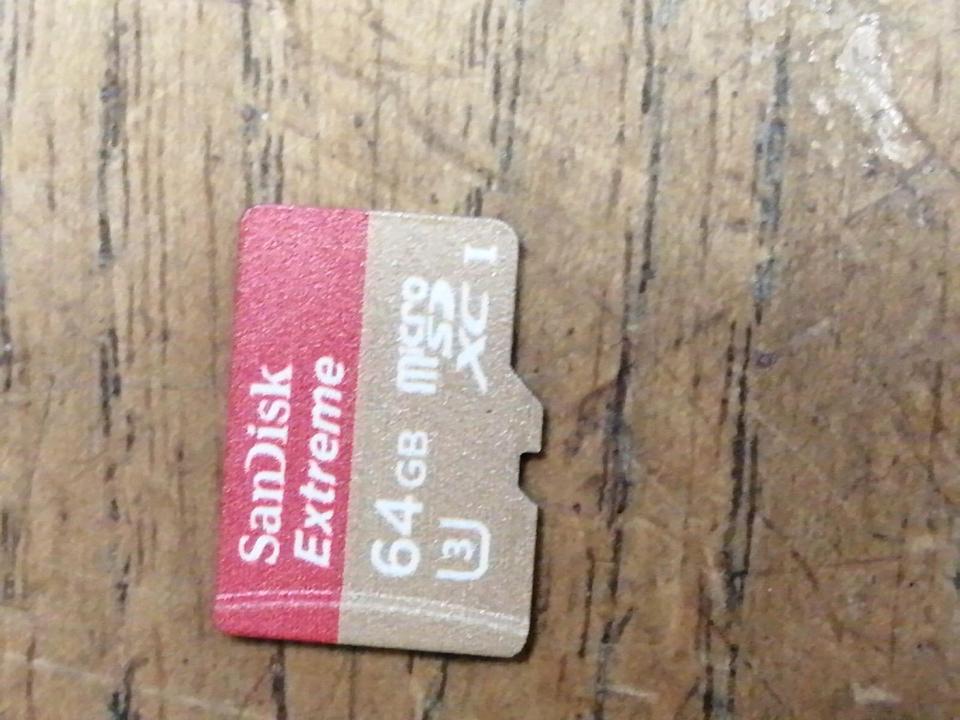 SanDisk
Extreme
64GB
micro
SD
XC I
U3